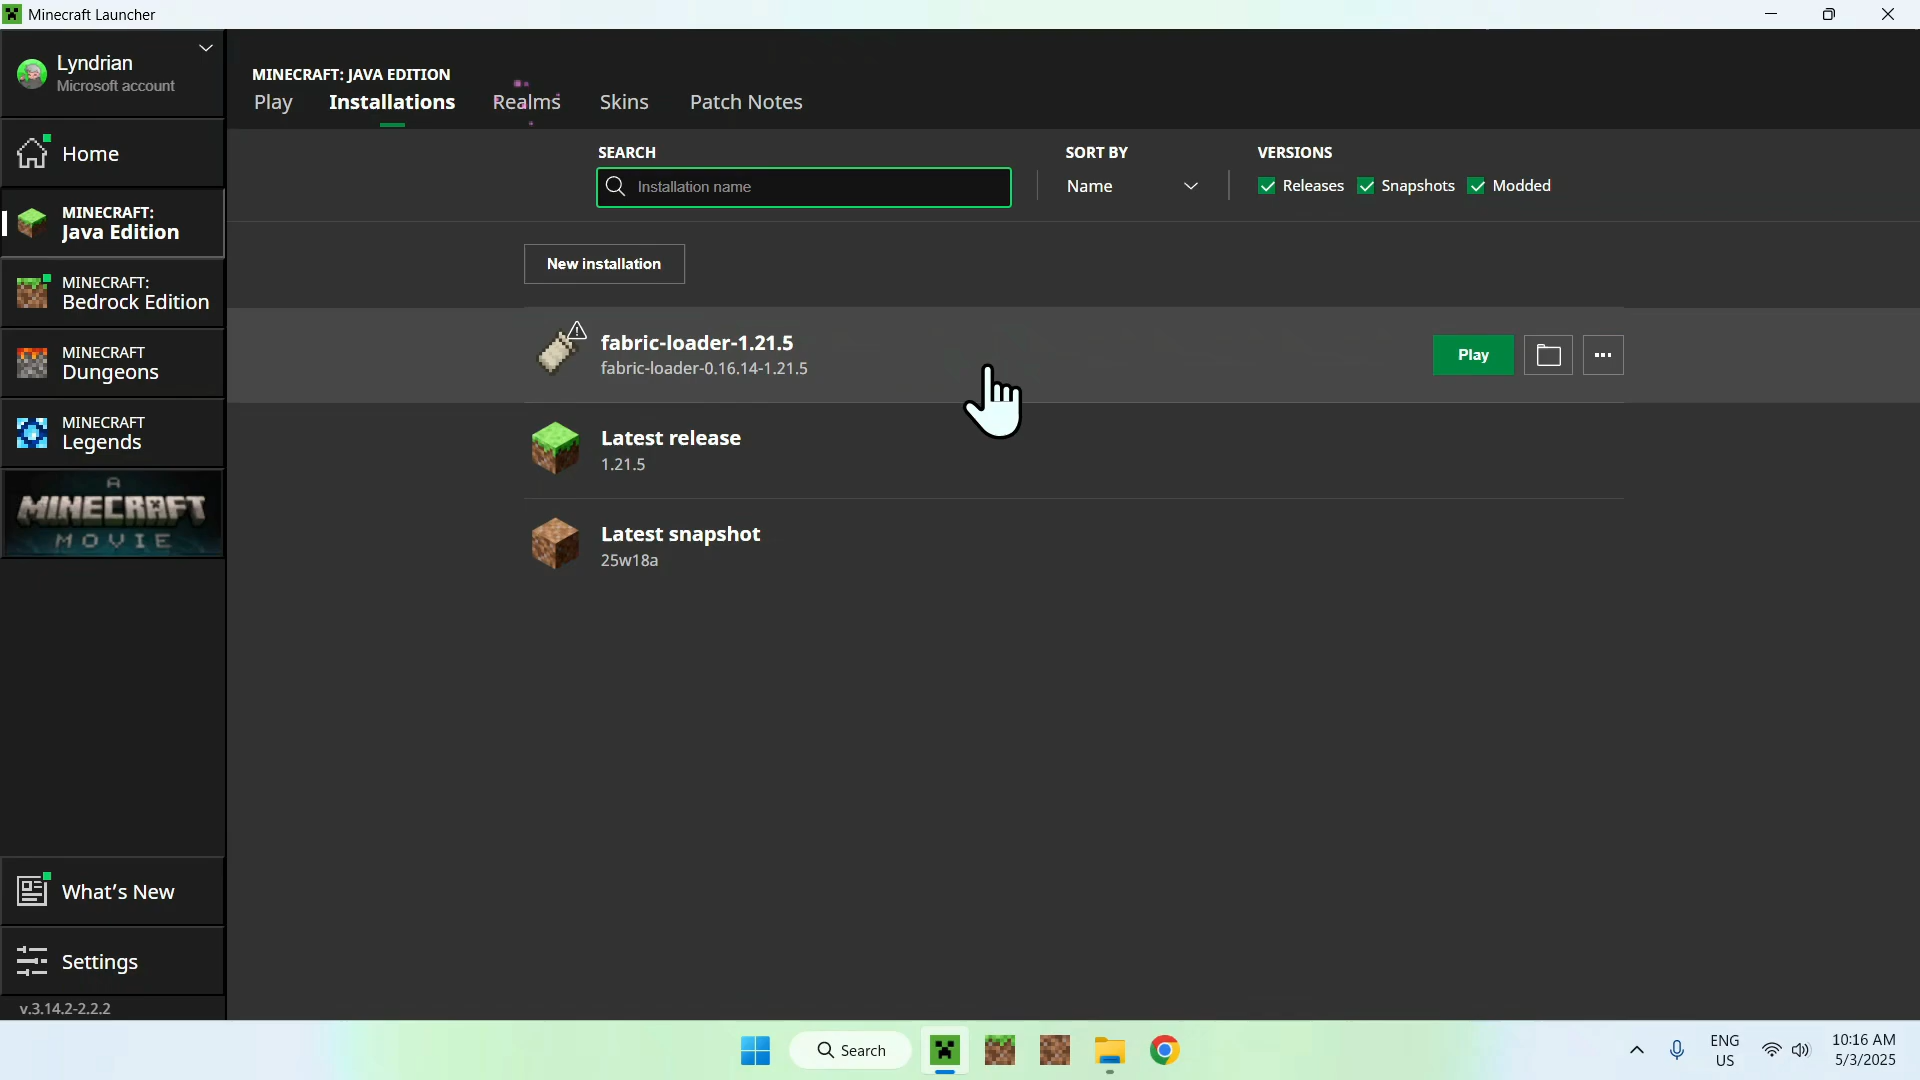 Minecraft Launcher
Lyndrian
Microsoft account
Home
MINECRAFT:
Java Edition
MINECRAFT:
Bedrock Edition
MINECRAFT
Dungeons
MINECRAFT
Legends
A
MINECRAFT
MOVIE
What's New
Settings
v.3.14.2-2.2.2
MINECRAFT: JAVA EDITION
Play Installations Realms Skins Patch Notes
SEARCH SORT BY VERSIONS
Installation name Name Releases Snapshots Modded
New installation
fabric-loader-1.21.5
fabric-loader-0.16.14-1.21.5
Play
Latest release
1.21.5
Latest snapshot
25w18a
Search
ENG
US
10:16 AM
5/3/2025